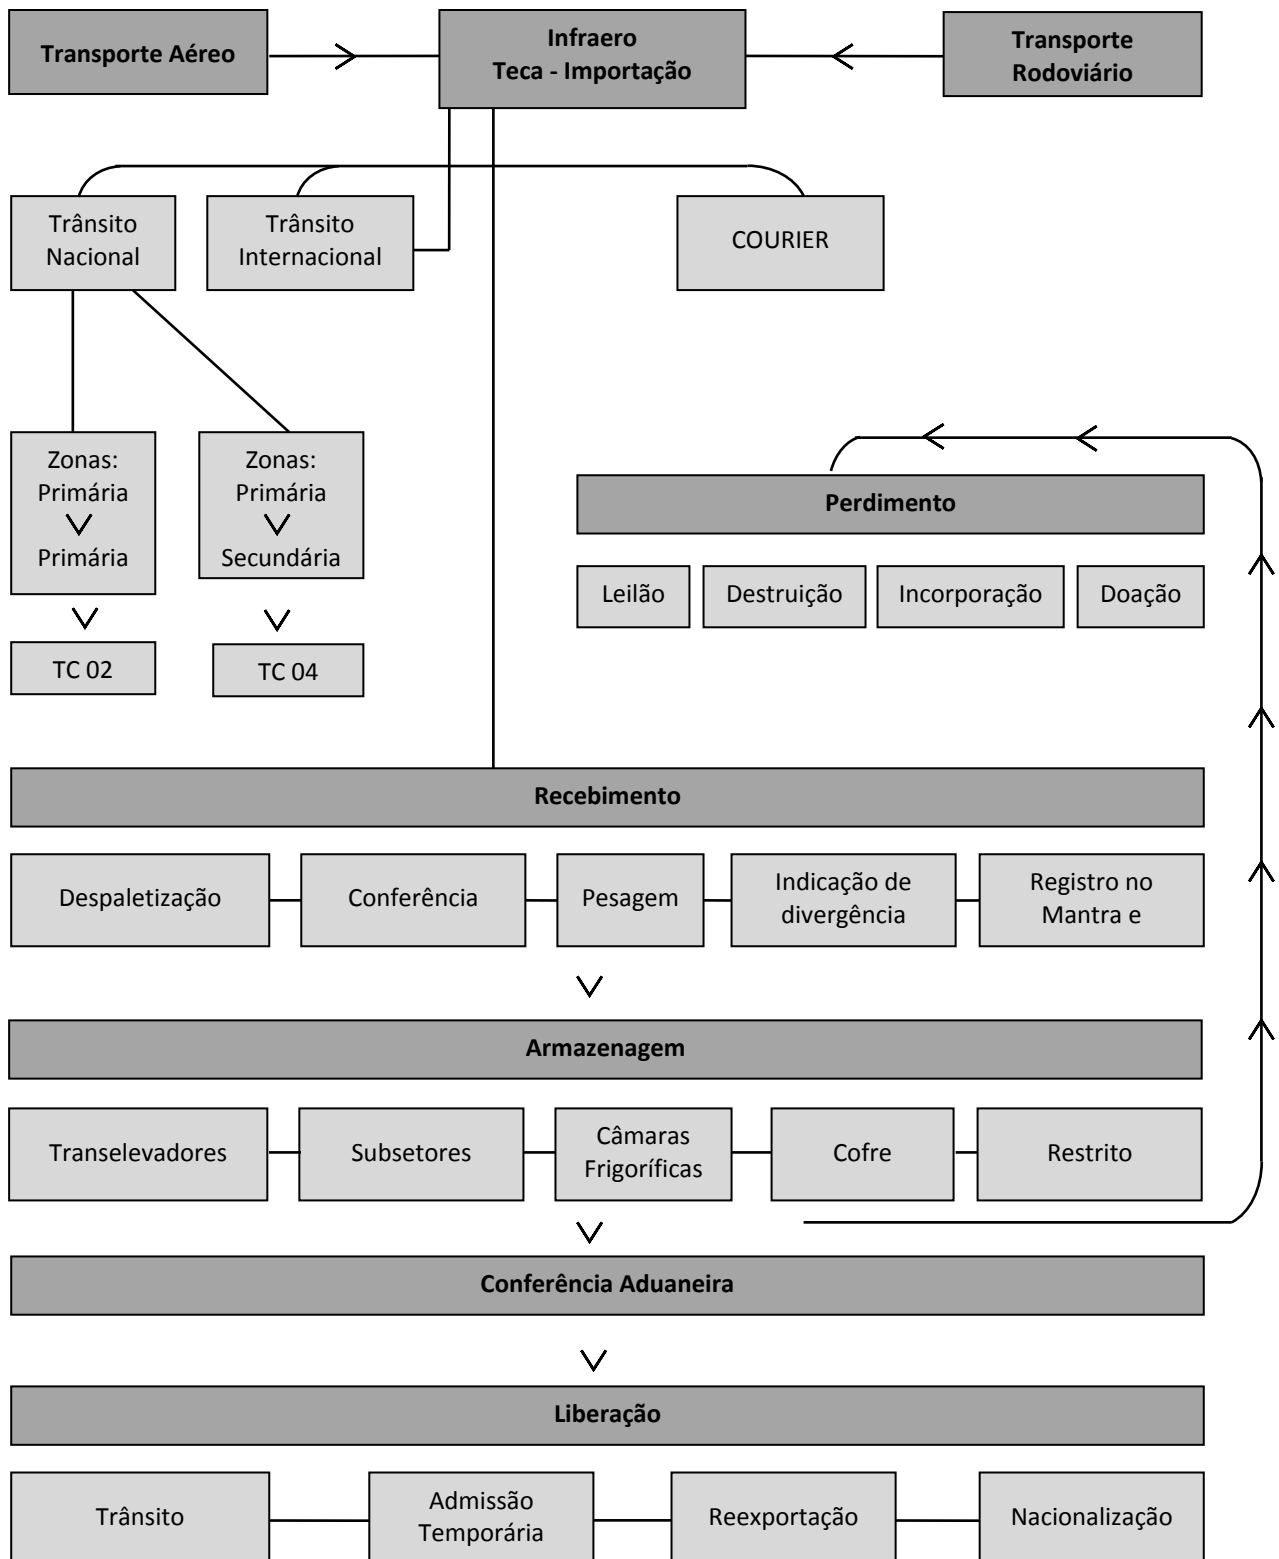 Transporte Aéreo
Infraero
Teca - Importação
Transporte
Rodoviário
Trânsito
Nacional
Trânsito
Internacional
COURIER
Zonas:
Primária
Primária
Zonas:
Primária
Secundária
TC 02
TC 04
Perdimento
Leilão
Destruição
Incorporação
Doação
Recebimento
Despaletização
Conferência
Pesagem
Indicação de
divergência
Registro no
Mantra e
Armazenagem
Transelevadores
Subsetores
Câmaras
Frigoríficas
Cofre
Restrito
Conferência Aduaneira
Liberação
Trânsito
Admissão
Temporária
Reexportação
Nacionalização